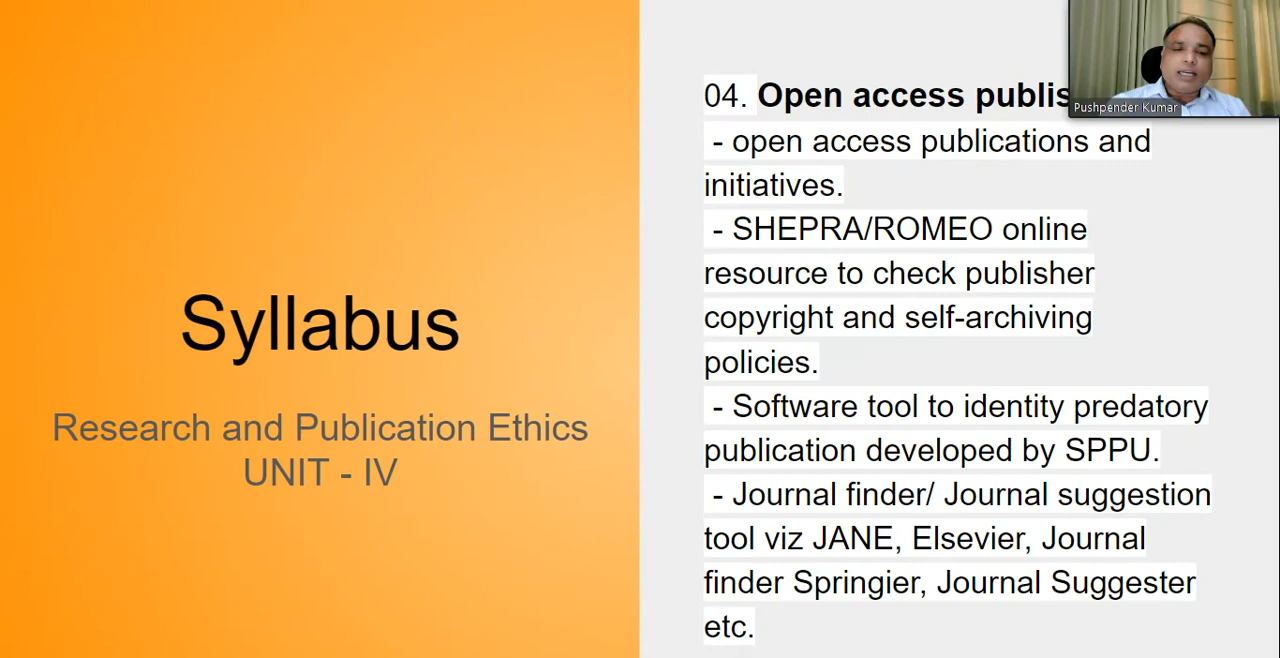 Syllabus
Research and Publication Ethics
UNIT - IV
04. Open access publis
- open access publications and
initiatives.
- SHEPRA/ROMEO online
resource to check publisher
copyright and self-archiving
policies.
- Software tool to identity predatory
publication developed by SPPU.
- Journal finder/ Journal suggestion
tool viz JANE, Elsevier, Journal
finder Springier, Journal Suggester
etc.
Pushpender Kumar